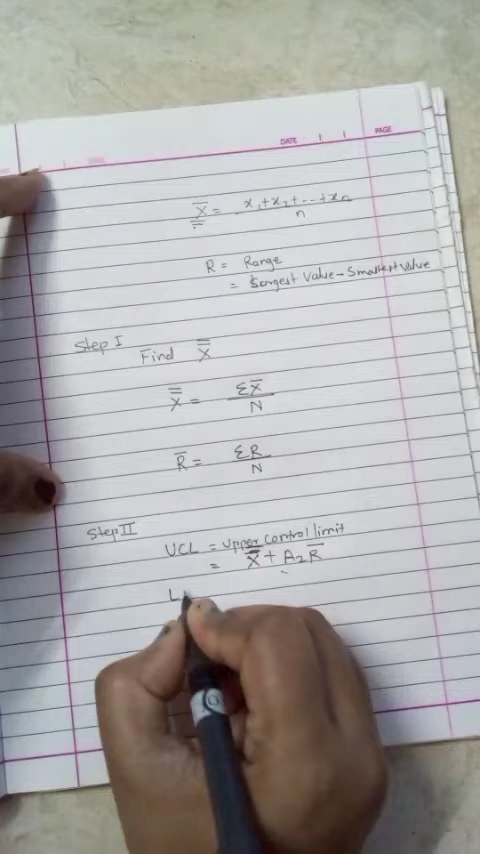 DATE PAGE
X̿ = x₁+x₂+---+xₙ
n
R = Range
= Largest Value - Smallest Value
Step I
Find X̿
X̿ = ΣX̅
N
R̅ = ΣR
N
Step II
UCL = Upper control limit
= X̿ + A₂R̅
L